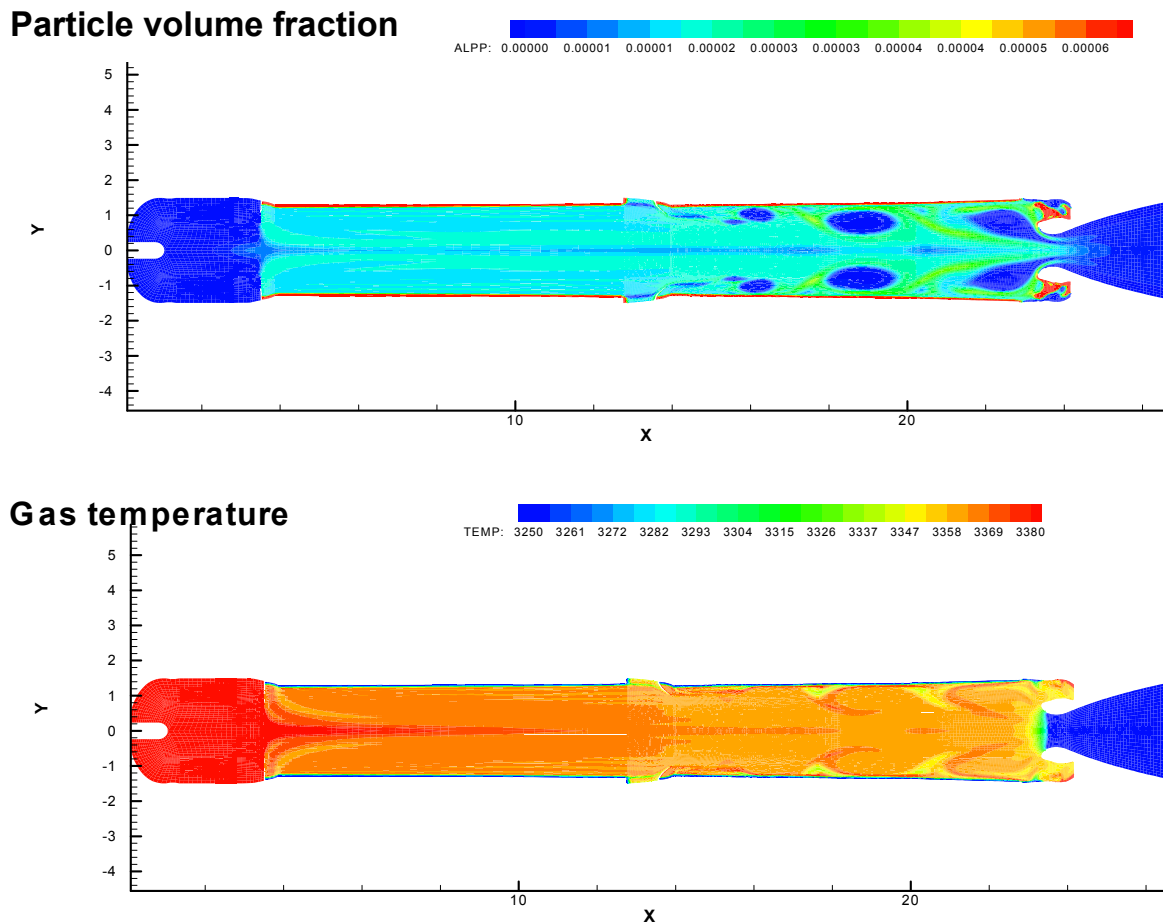 Particle volume fraction
ALPP: 0.00000 0.00001 0.00001 0.00002 0.00003 0.00003 0.00004 0.00004 0.00005 0.00006
5
4
3
2
1
0
-1
-2
-3
-4
Y
10 20
X
Gas temperature
TEMP: 3250 3261 3272 3282 3293 3304 3315 3326 3337 3347 3358 3369 3380
5
4
3
2
1
0
-1
-2
-3
-4
Y
10 20
X